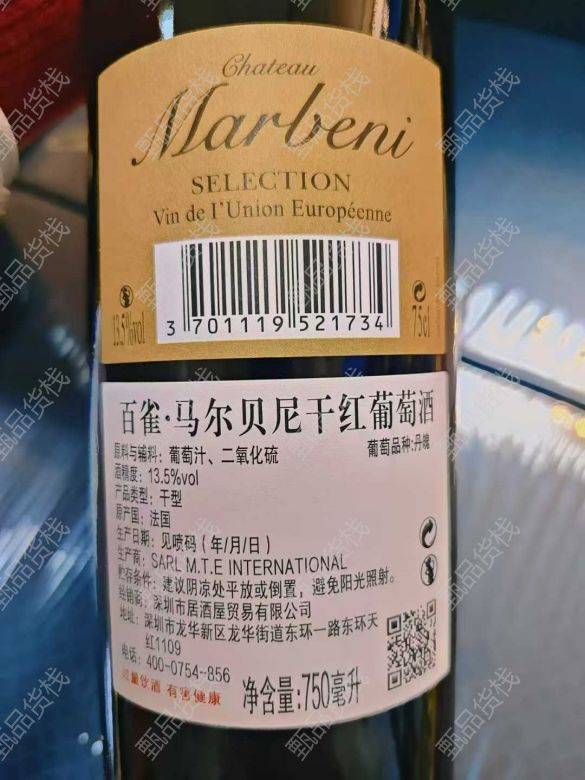 Chateau
Marbeni
SELECTION
Vin de l'Union Européenne
3 701119 521734
13.5%vol
75cl
百雀·马尔贝尼干红葡萄酒
原料与辅料：葡萄汁、二氧化硫
葡萄品种:丹魄
酒精度：13.5%vol
产品类型：干型
原产国：法国
生产日期：见喷码（年/月/日）
生产商：SARL M.T.E INTERNATIONAL
贮存条件：建议阴凉处平放或倒置，避免阳光照射。
经销商：深圳市居酒屋贸易有限公司
地址：深圳市龙华新区龙华街道东环一路东环天
虹1109
电话：400-0754-856
过量饮酒 有害健康
净含量:750毫升
甄品货栈